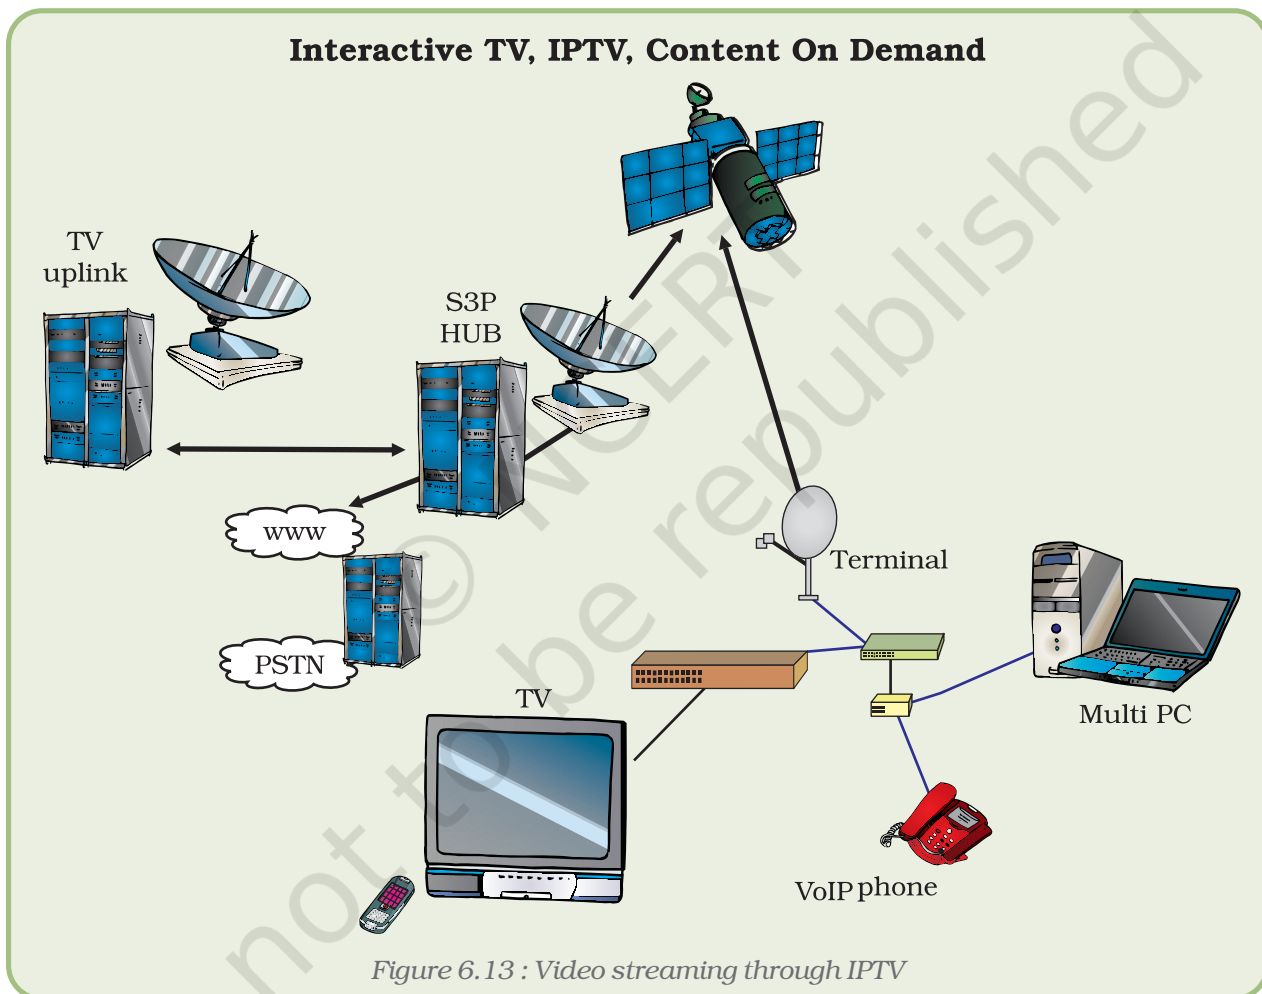 Interactive TV, IPTV, Content On Demand
TV
uplink
S3P
HUB
www
PSTN
Terminal
TV
Multi PC
VoIP phone
Figure 6.13 : Video streaming through IPTV
© NCERT
not to be republished